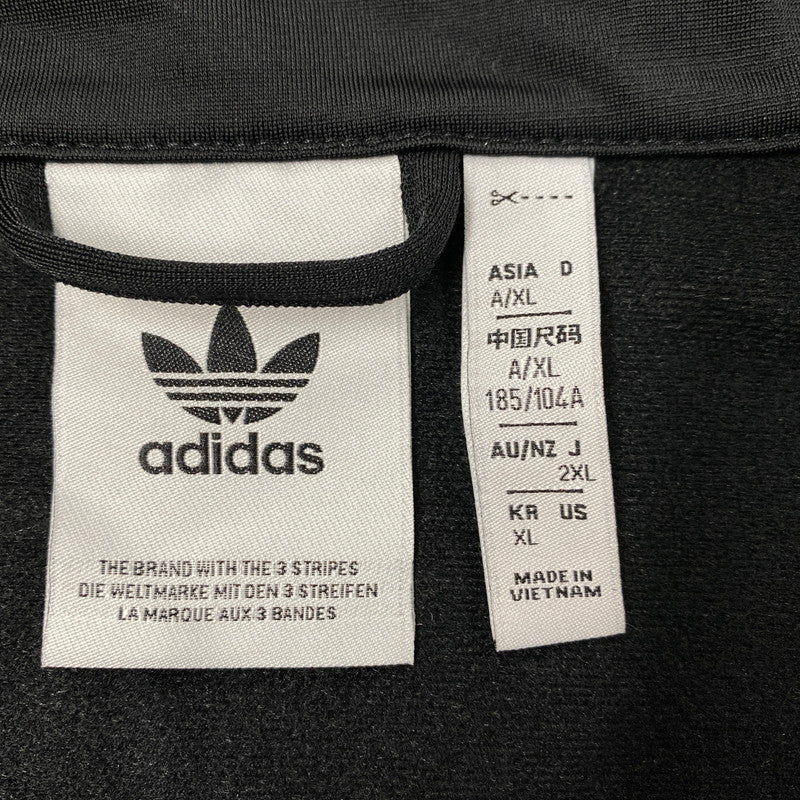 adidas
THE BRAND WITH THE 3 STRIPES
DIE WELTMARKE MIT DEN 3 STREIFEN
LA MARQUE AUX 3 BANDES
ASIA D
A/XL
中国尺码
A/XL
185/104A
AU/NZ J
2XL
KR US
XL
MADE IN
VIETNAM